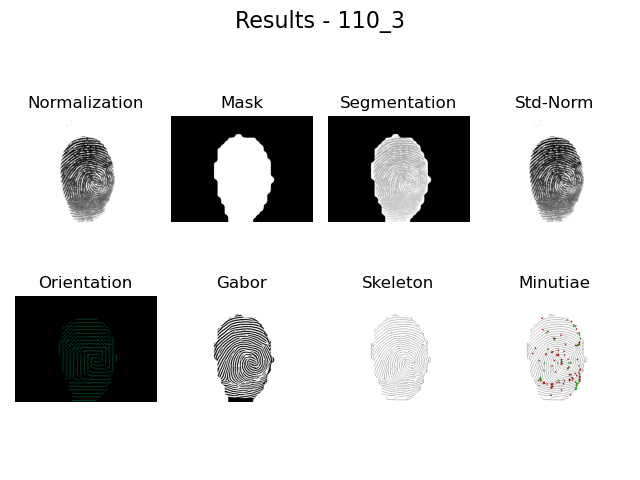 Results - 110_3
Normalization
Mask
Segmentation
Std-Norm
Orientation
Gabor
Skeleton
Minutiae